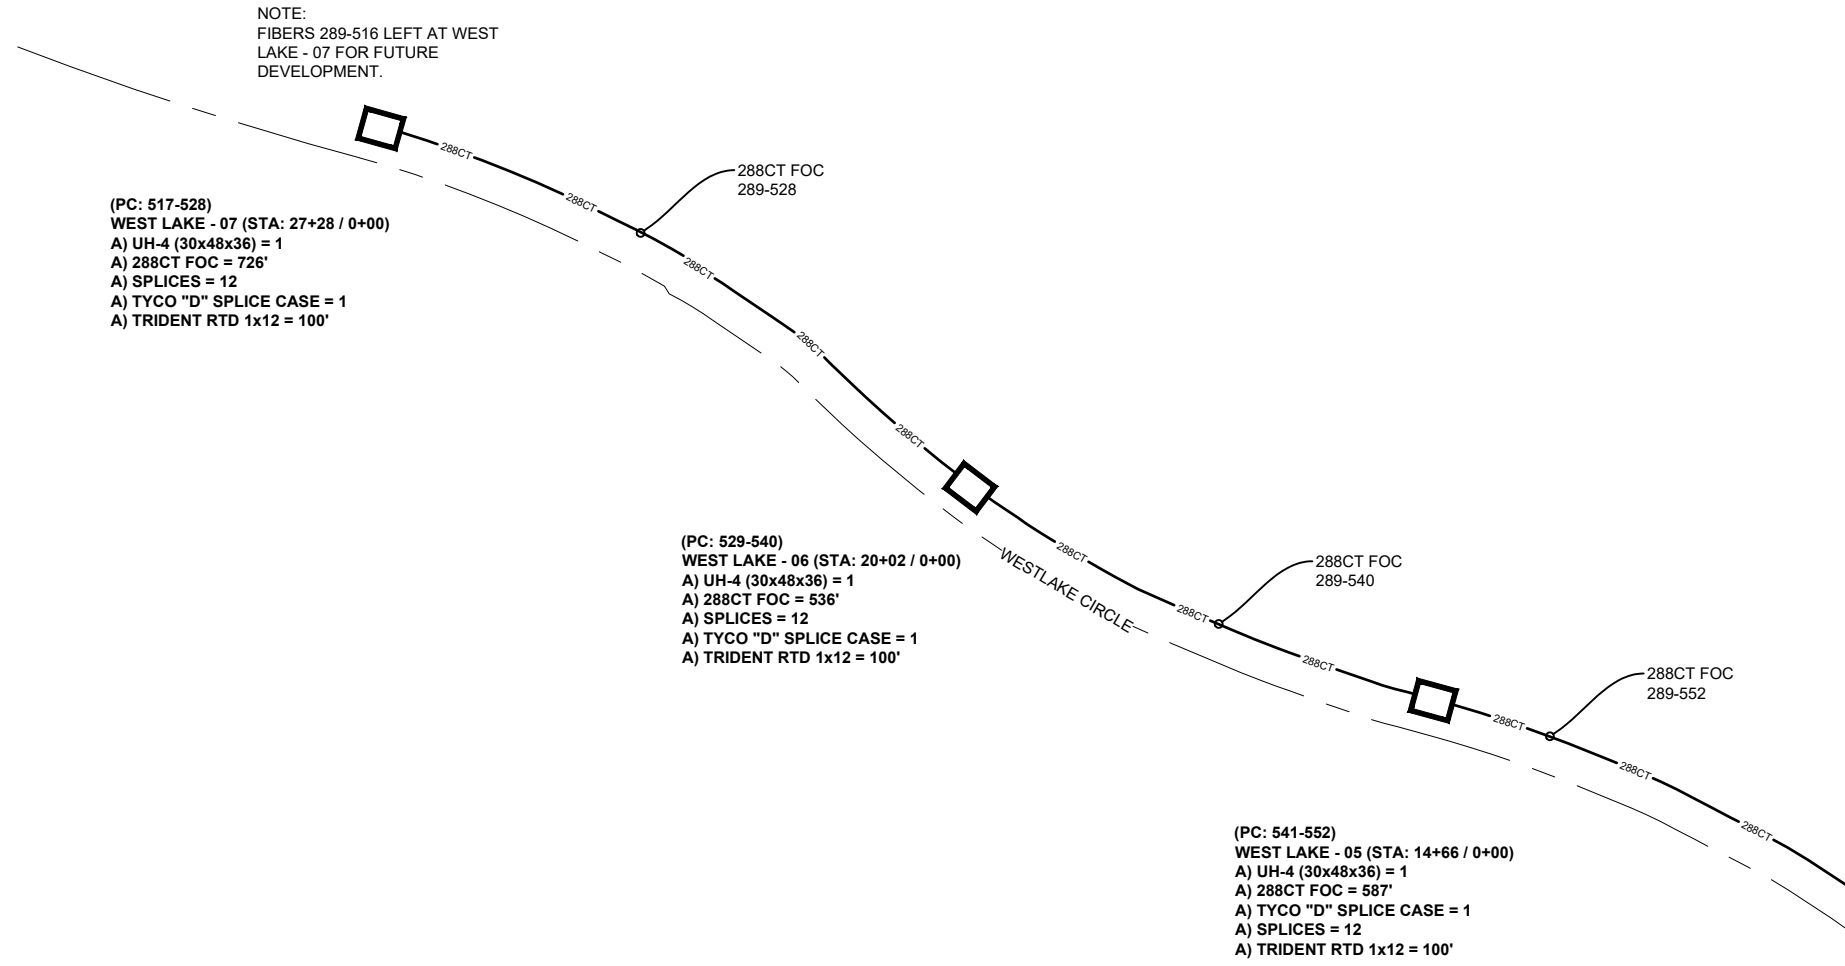 NOTE:
FIBERS 289-516 LEFT AT WEST
LAKE - 07 FOR FUTURE
DEVELOPMENT.
288CT
288CT
288CT FOC
289-528
(PC: 517-528)
WEST LAKE - 07 (STA: 27+28 / 0+00)
A) UH-4 (30x48x36) = 1
A) 288CT FOC = 726'
A) SPLICES = 12
A) TYCO "D" SPLICE CASE = 1
A) TRIDENT RTD 1x12 = 100'
288CT
288CT
288CT
(PC: 529-540)
WEST LAKE - 06 (STA: 20+02 / 0+00)
A) UH-4 (30x48x36) = 1
A) 288CT FOC = 536'
A) SPLICES = 12
A) TYCO "D" SPLICE CASE = 1
A) TRIDENT RTD 1x12 = 100'
WESTLAKE CIRCLE
288CT
288CT
288CT FOC
289-540
288CT
288CT
288CT FOC
289-552
288CT
288CT
(PC: 541-552)
WEST LAKE - 05 (STA: 14+66 / 0+00)
A) UH-4 (30x48x36) = 1
A) 288CT FOC = 587'
A) TYCO "D" SPLICE CASE = 1
A) SPLICES = 12
A) TRIDENT RTD 1x12 = 100'